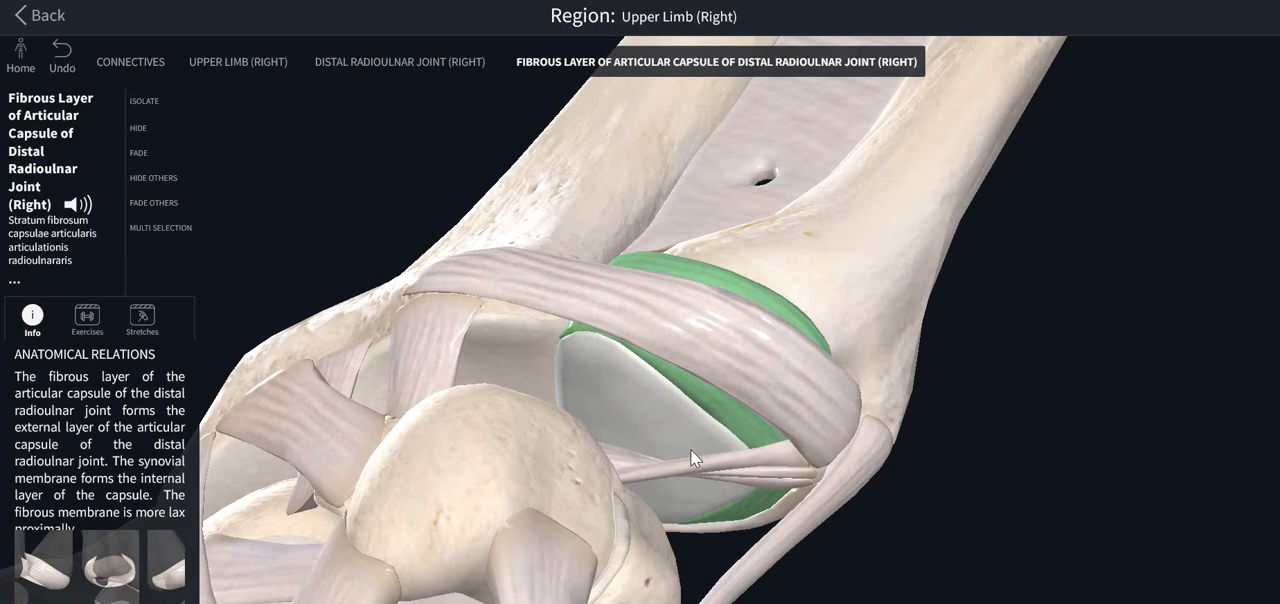 Back
Region: Upper Limb (Right)
Home
Undo
CONNECTIVES
UPPER LIMB (RIGHT)
DISTAL RADIOULNAR JOINT (RIGHT)
FIBROUS LAYER OF ARTICULAR CAPSULE OF DISTAL RADIOULNAR JOINT (RIGHT)
Fibrous Layer
of Articular
Capsule of
Distal
Radioulnar
Joint
(Right)
Stratum fibrosum
capsulae articularis
articulationis
radioulnararis
...
ISOLATE
HIDE
FADE
HIDE OTHERS
FADE OTHERS
MULTI SELECTION
Info
Exercises
Stretches
ANATOMICAL RELATIONS
The fibrous layer of the
articular capsule of the distal
radioulnar joint forms the
external layer of the articular
capsule of the distal
radioulnar joint. The synovial
membrane forms the internal
layer of the capsule. The
fibrous membrane is more lax
proximally